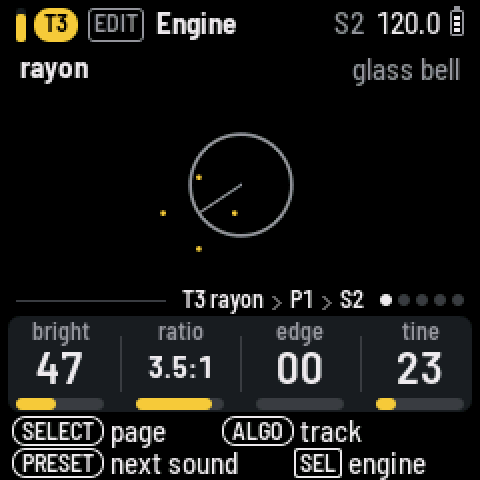 T3 EDIT Engine S2 120.0
rayon glass bell
T3 rayon > P1 > S2
bright ratio edge tine
47 3.5:1 00 23
SELECT page ALGO track
PRESET next sound SEL engine